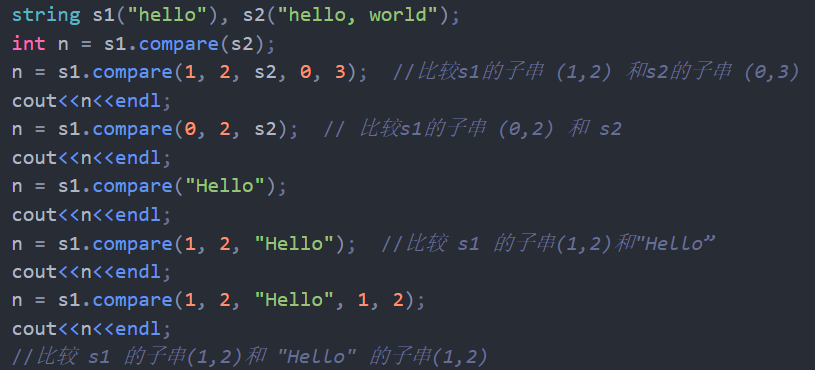 string s1("hello"), s2("hello, world");
int n = s1.compare(s2);
n = s1.compare(1, 2, s2, 0, 3);  //比较s1的子串 (1,2) 和s2的子串 (0,3)
cout<<n<<endl;
n = s1.compare(0, 2, s2);  // 比较s1的子串 (0,2) 和 s2
cout<<n<<endl;
n = s1.compare("Hello");
cout<<n<<endl;
n = s1.compare(1, 2, "Hello");  //比较 s1 的子串(1,2)和"Hello”
cout<<n<<endl;
n = s1.compare(1, 2, "Hello", 1, 2);
cout<<n<<endl;
//比较 s1 的子串(1,2)和 "Hello" 的子串(1,2)